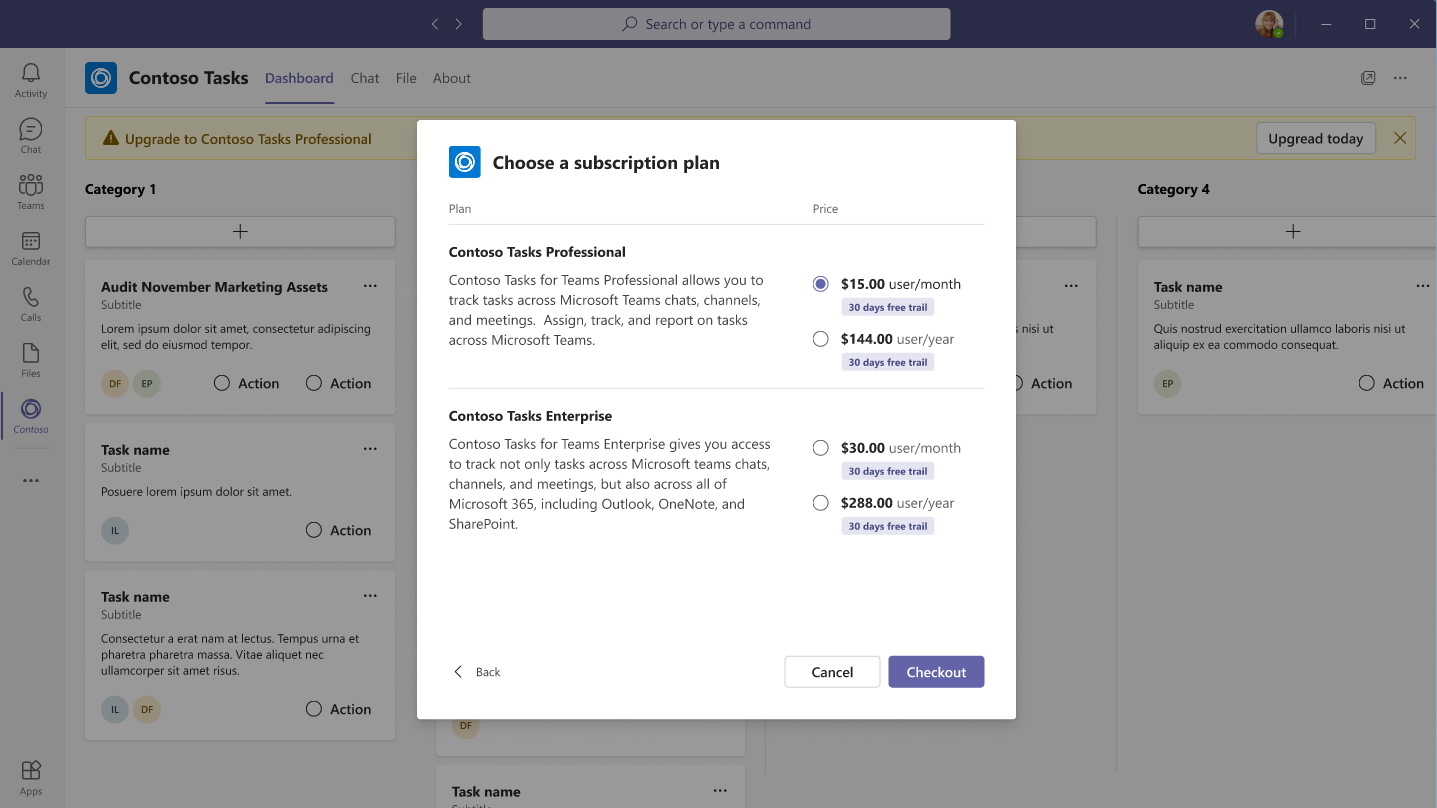 Search or type a command
Activity
Chat
Teams
Calendar
Calls
Files
Contoso
Apps
Contoso Tasks
Dashboard
Chat
File
About
Upgrade to Contoso Tasks Professional
Upgread today
Category 1
Audit November Marketing Assets
Subtitle
Lorem ipsum dolor sit amet, consectetur adipiscing
elit, sed do eiusmod tempor.
DF
EP
Action
Action
Task name
Subtitle
Posuere lorem ipsum dolor sit amet.
IL
Action
Task name
Subtitle
Consectetur a erat nam at lectus. Tempus urna et
pharetra pharetra massa. Vitae aliquet nec
ullamcorper sit amet risus.
IL
DF
Action
Choose a subscription plan
Plan
Price
Contoso Tasks Professional
Contoso Tasks for Teams Professional allows you to
track tasks across Microsoft Teams chats, channels,
and meetings.  Assign, track, and report on tasks
across Microsoft Teams.
$15.00 user/month
30 days free trail
$144.00 user/year
30 days free trail
Contoso Tasks Enterprise
Contoso Tasks for Teams Enterprise gives you access
to track not only tasks across Microsoft teams chats,
channels, and meetings, but also across all of
Microsoft 365, including Outlook, OneNote, and
SharePoint.
$30.00 user/month
30 days free trail
$288.00 user/year
30 days free trail
Back
Cancel
Checkout
DF
Task name
nisi ut
Action
Category 4
Task name
Subtitle
Quis nostrud exercitation ullamco laboris nisi ut
aliquip ex ea commodo consequat.
EP
Action